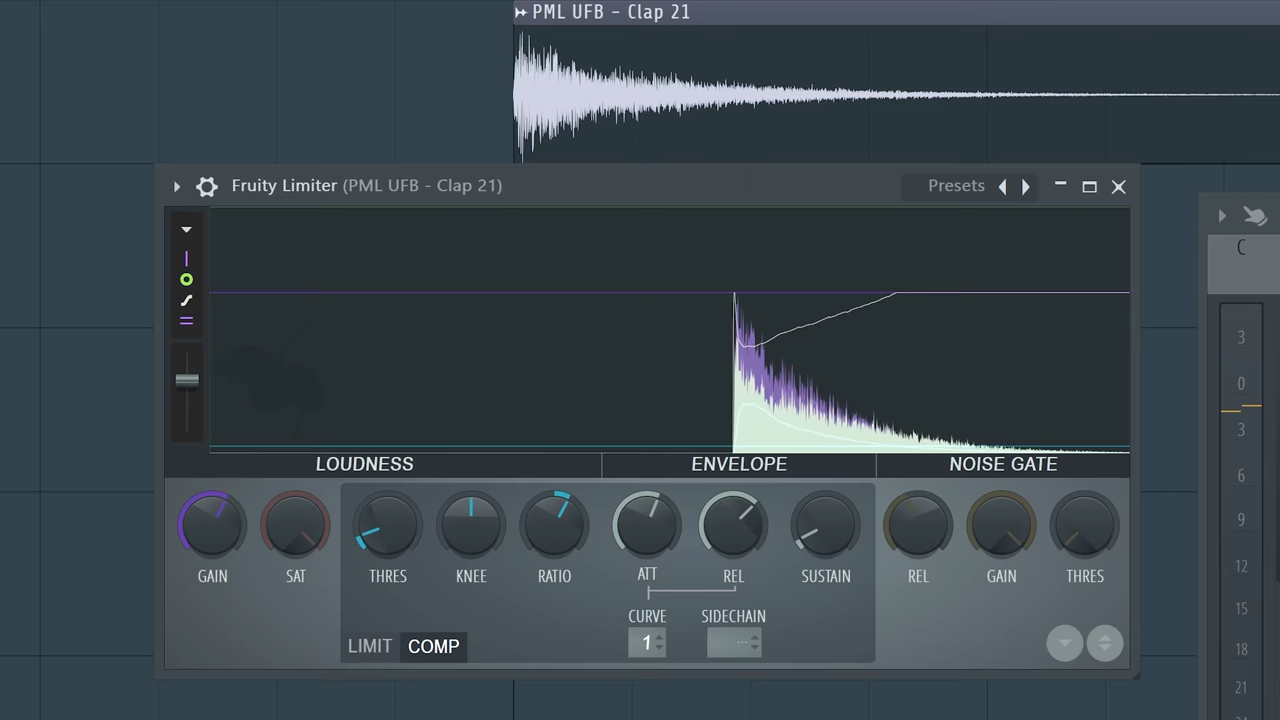 PML UFB - Clap 21
Fruity Limiter (PML UFB - Clap 21)
Presets
C
LOUDNESS
ENVELOPE
NOISE GATE
GAIN
SAT
THRES
KNEE
RATIO
ATT
REL
SUSTAIN
REL
GAIN
THRES
CURVE
SIDECHAIN
LIMIT
COMP
1
---
3
0
3
6
9
12
15
18
21